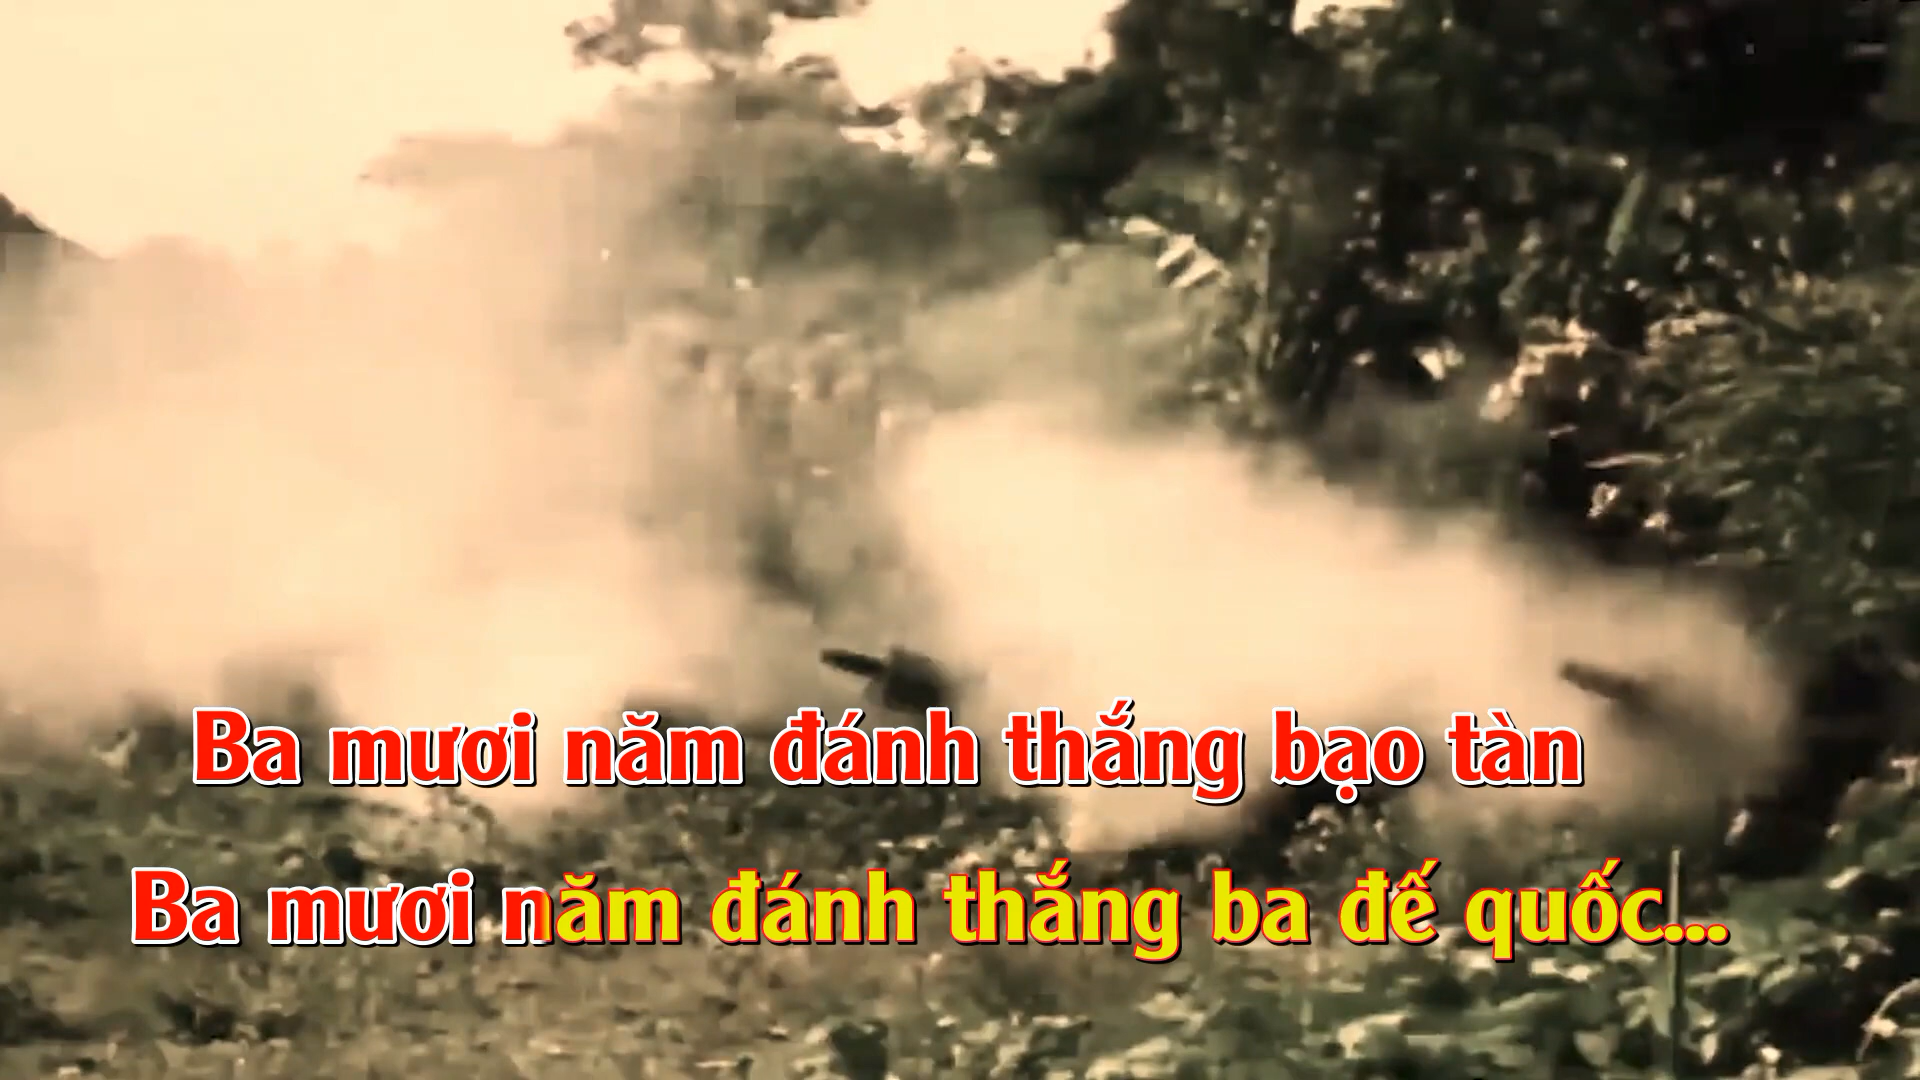 Ba mươi năm đánh thắng bạo tàn
Ba mươi năm đánh thắng ba đế quốc...